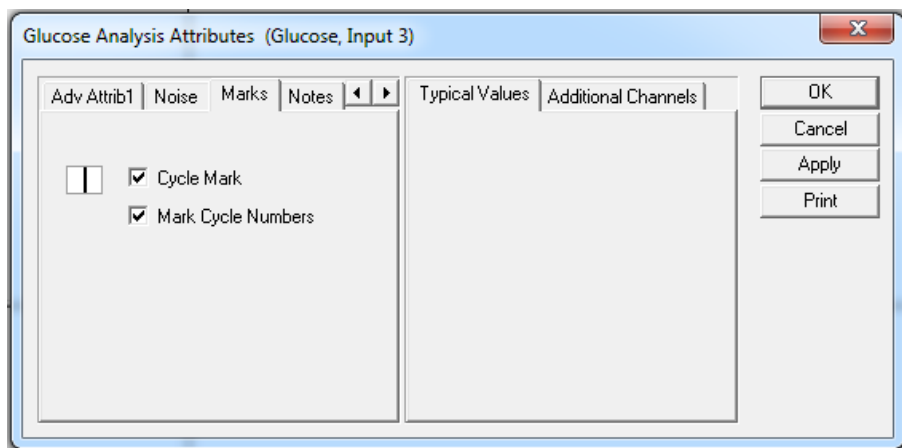 Glucose Analysis Attributes (Glucose, Input 3)
Adv Attrib1 Noise Marks Notes
Cycle Mark
Mark Cycle Numbers
Typical Values Additional Channels
OK
Cancel
Apply
Print